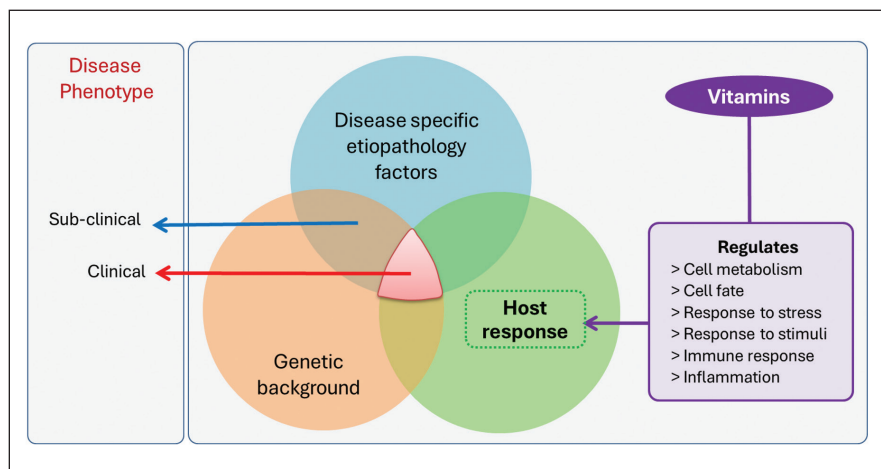 Disease
Phenotype
Sub-clinical
Clinical
Disease specific
etiopathology
factors
Genetic
background
Host
response
Vitamins
Regulates
> Cell metabolism
> Cell fate
> Response to stress
> Response to stimuli
> Immune response
> Inflammation